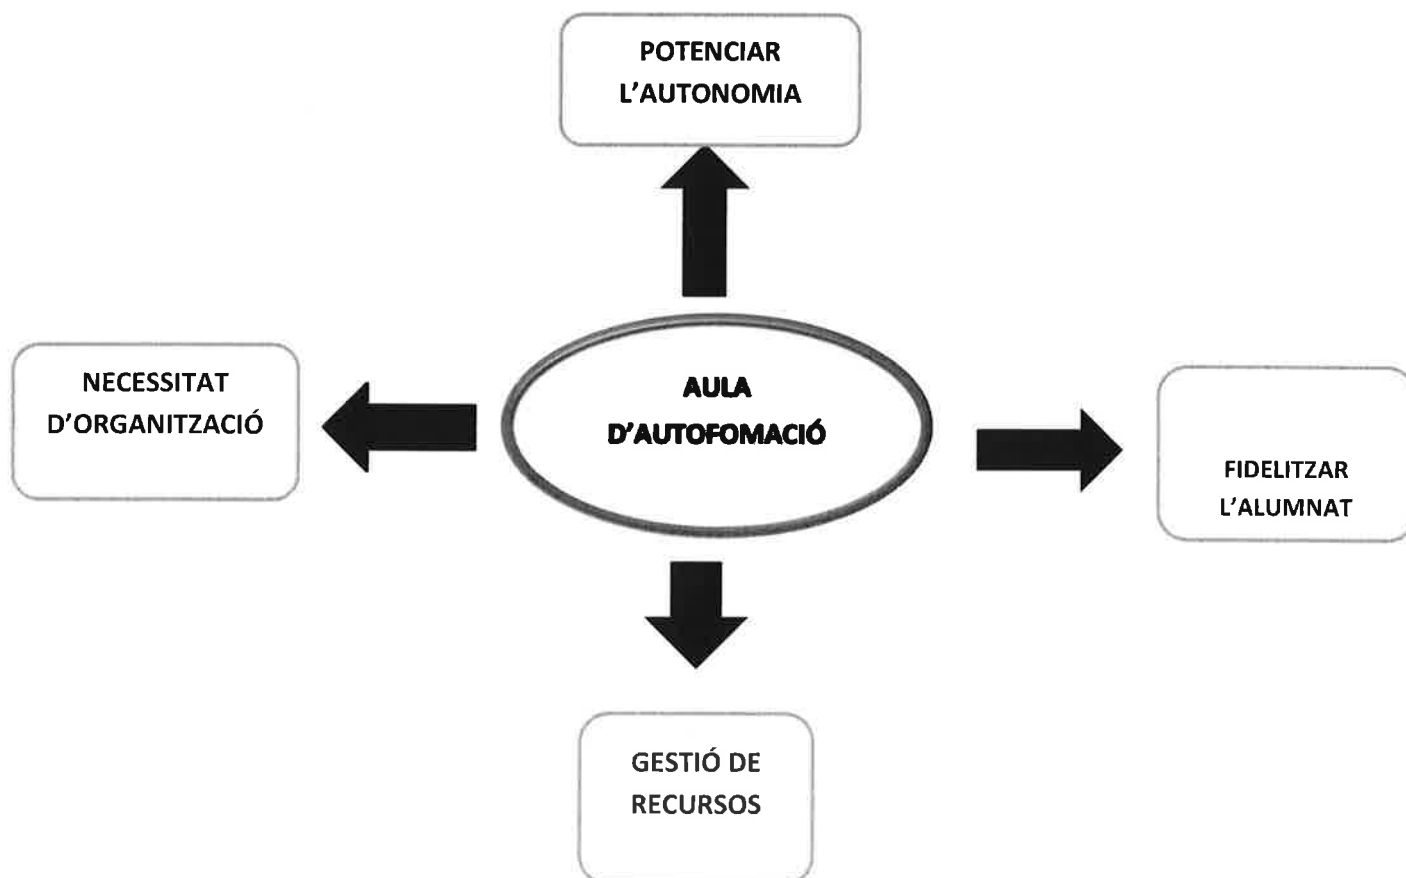 POTENCIAR
L'AUTONOMIA
NECESSITAT
D'ORGANITZACIÓ
AULA
D'AUTOFOMACIÓ
FIDELITZAR
L'ALUMNAT
GESTIÓ DE
RECURSOS